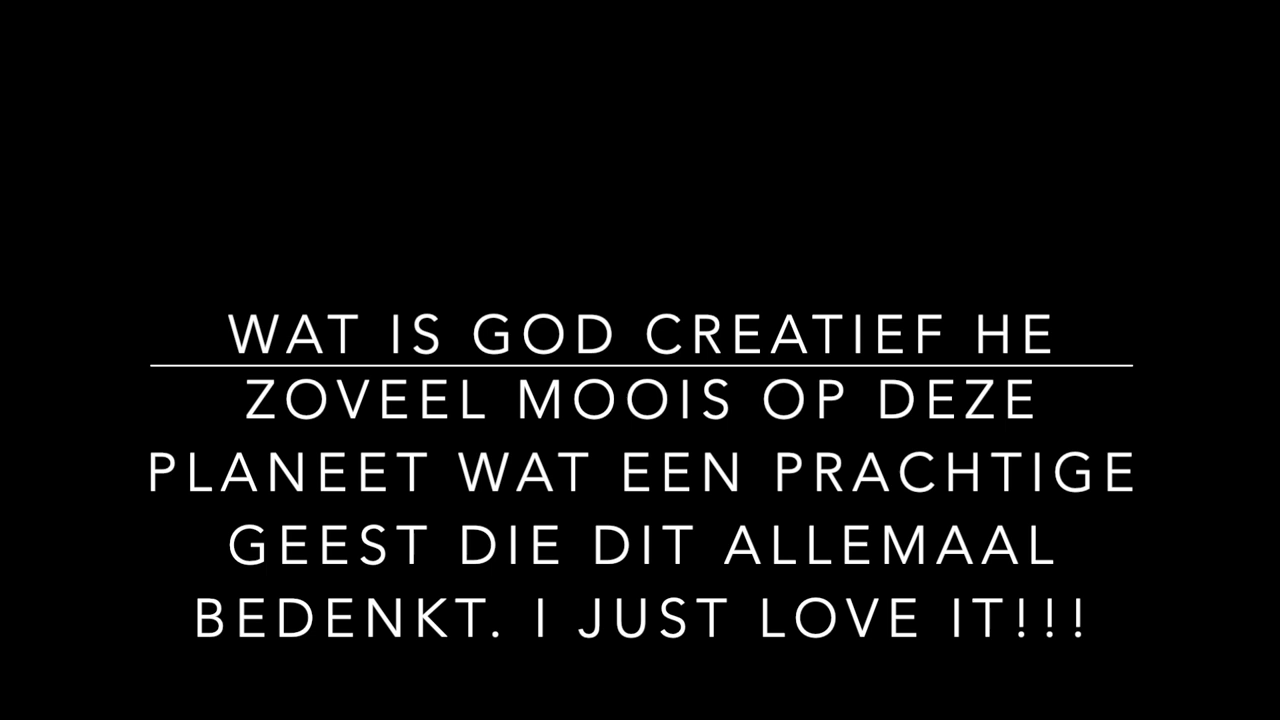 WAT IS GOD CREATIEF HE
ZOVEEL MOOIS OP DEZE
PLANEET WAT EEN PRACHTIGE
GEEST DIE DIT ALLEMAAL
BEDENKT. I JUST LOVE IT!!!